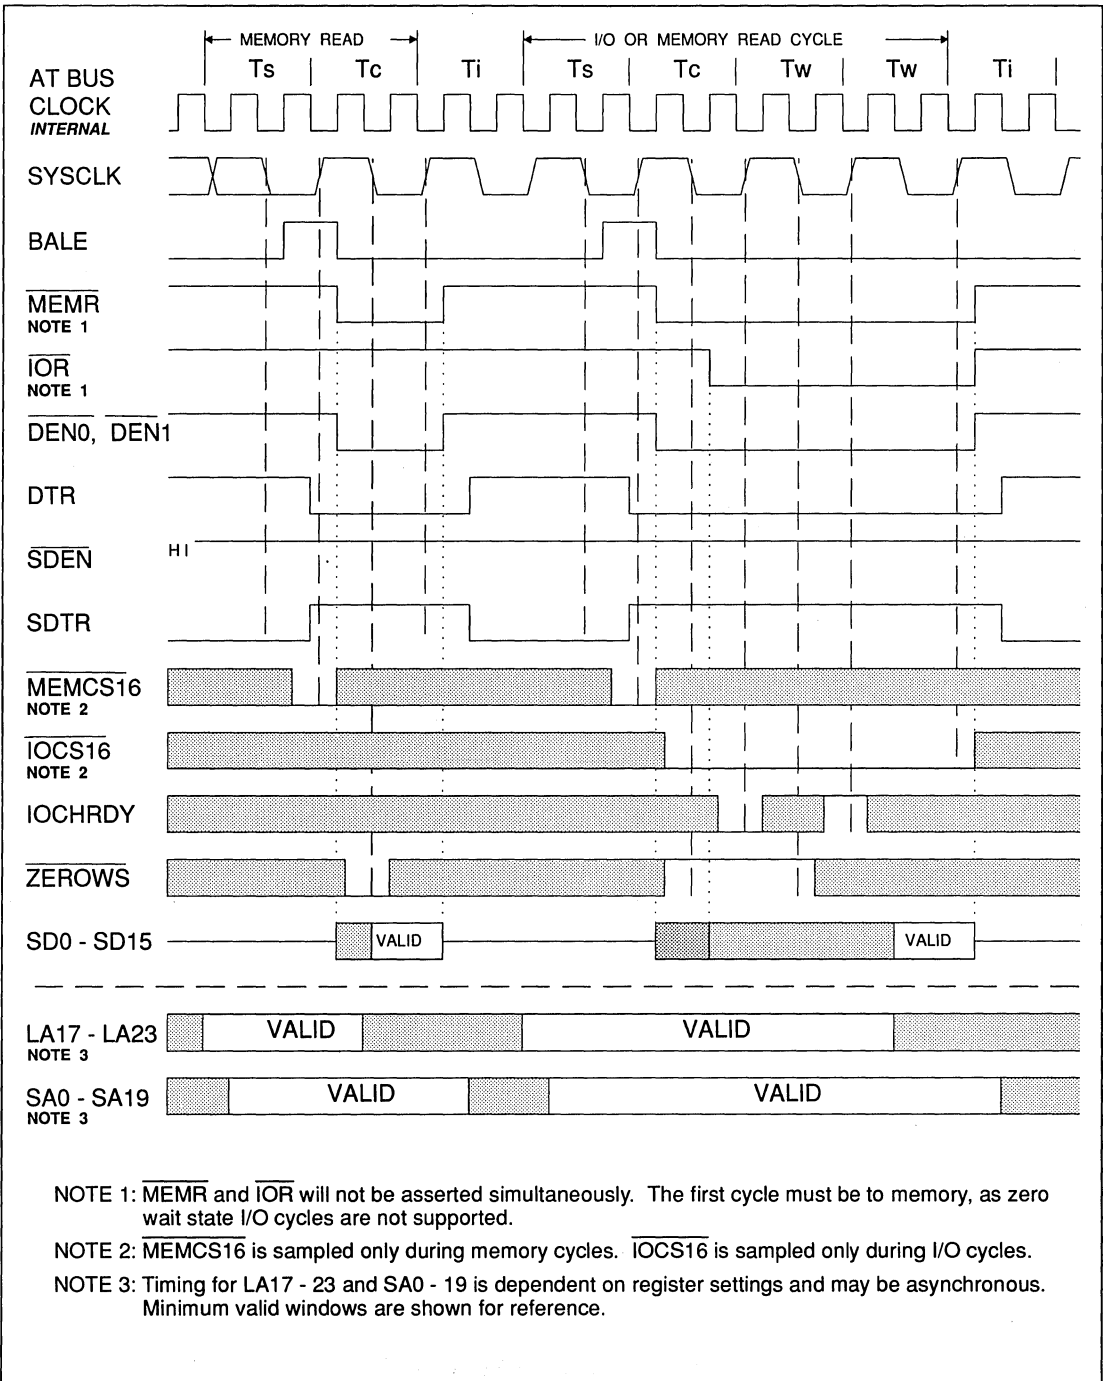 MEMORY READ
I/O OR MEMORY READ CYCLE
Ts Tc Ti Ts Tc Tw Tw Ti
AT BUS
CLOCK
INTERNAL
SYSCLK
BALE
MEMR
NOTE 1
IOR
NOTE 1
DEN0, DEN1
DTR
SDEN
HI
SDTR
MEMCS16
NOTE 2
IOCS16
NOTE 2
IOCHRDY
ZEROWS
SD0 - SD15 VALID VALID
LA17 - LA23 VALID VALID
NOTE 3
SA0 - SA19 VALID VALID
NOTE 3
NOTE 1: MEMR and IOR will not be asserted simultaneously. The first cycle must be to memory, as zero
wait state I/O cycles are not supported.
NOTE 2: MEMCS16 is sampled only during memory cycles. IOCS16 is sampled only during I/O cycles.
NOTE 3: Timing for LA17 - 23 and SA0 - 19 is dependent on register settings and may be asynchronous.
Minimum valid windows are shown for reference.